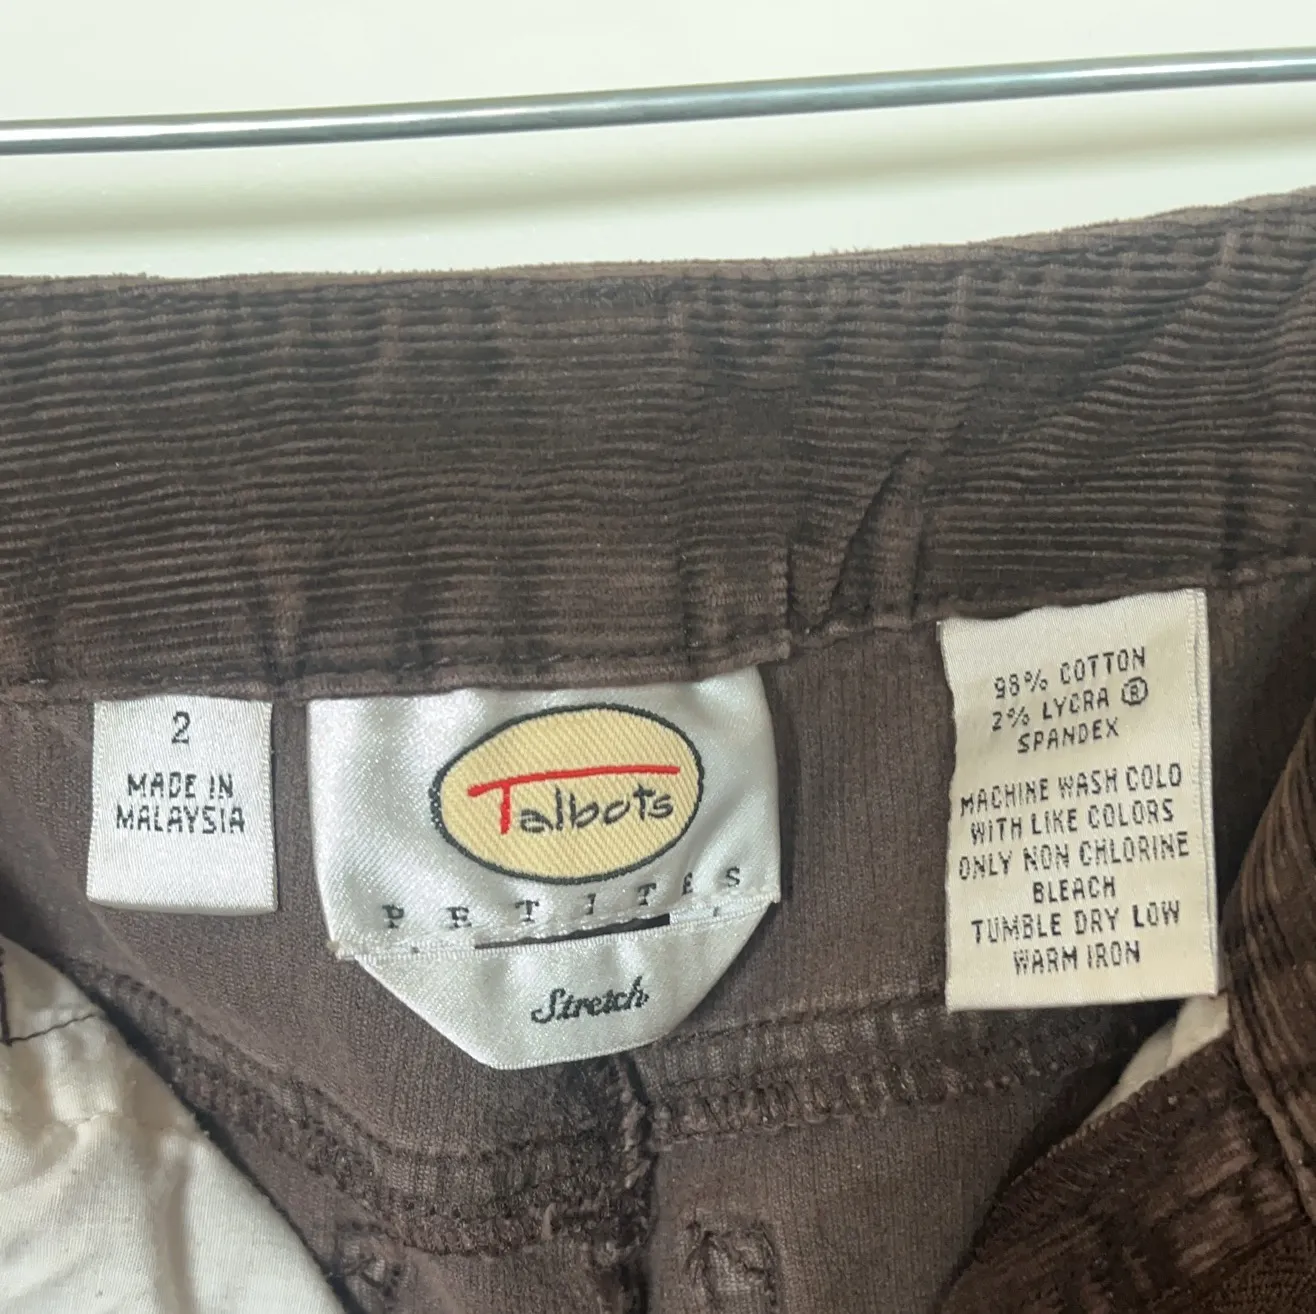 2
MADE IN
MALAYSIA
Talbots
PETITES
Stretch
98% COTTON
2% LYCRA ®
SPANDEX
MACHINE WASH COLD
WITH LIKE COLORS
ONLY NON CHLORINE
BLEACH
TUMBLE DRY LOW
WARM IRON